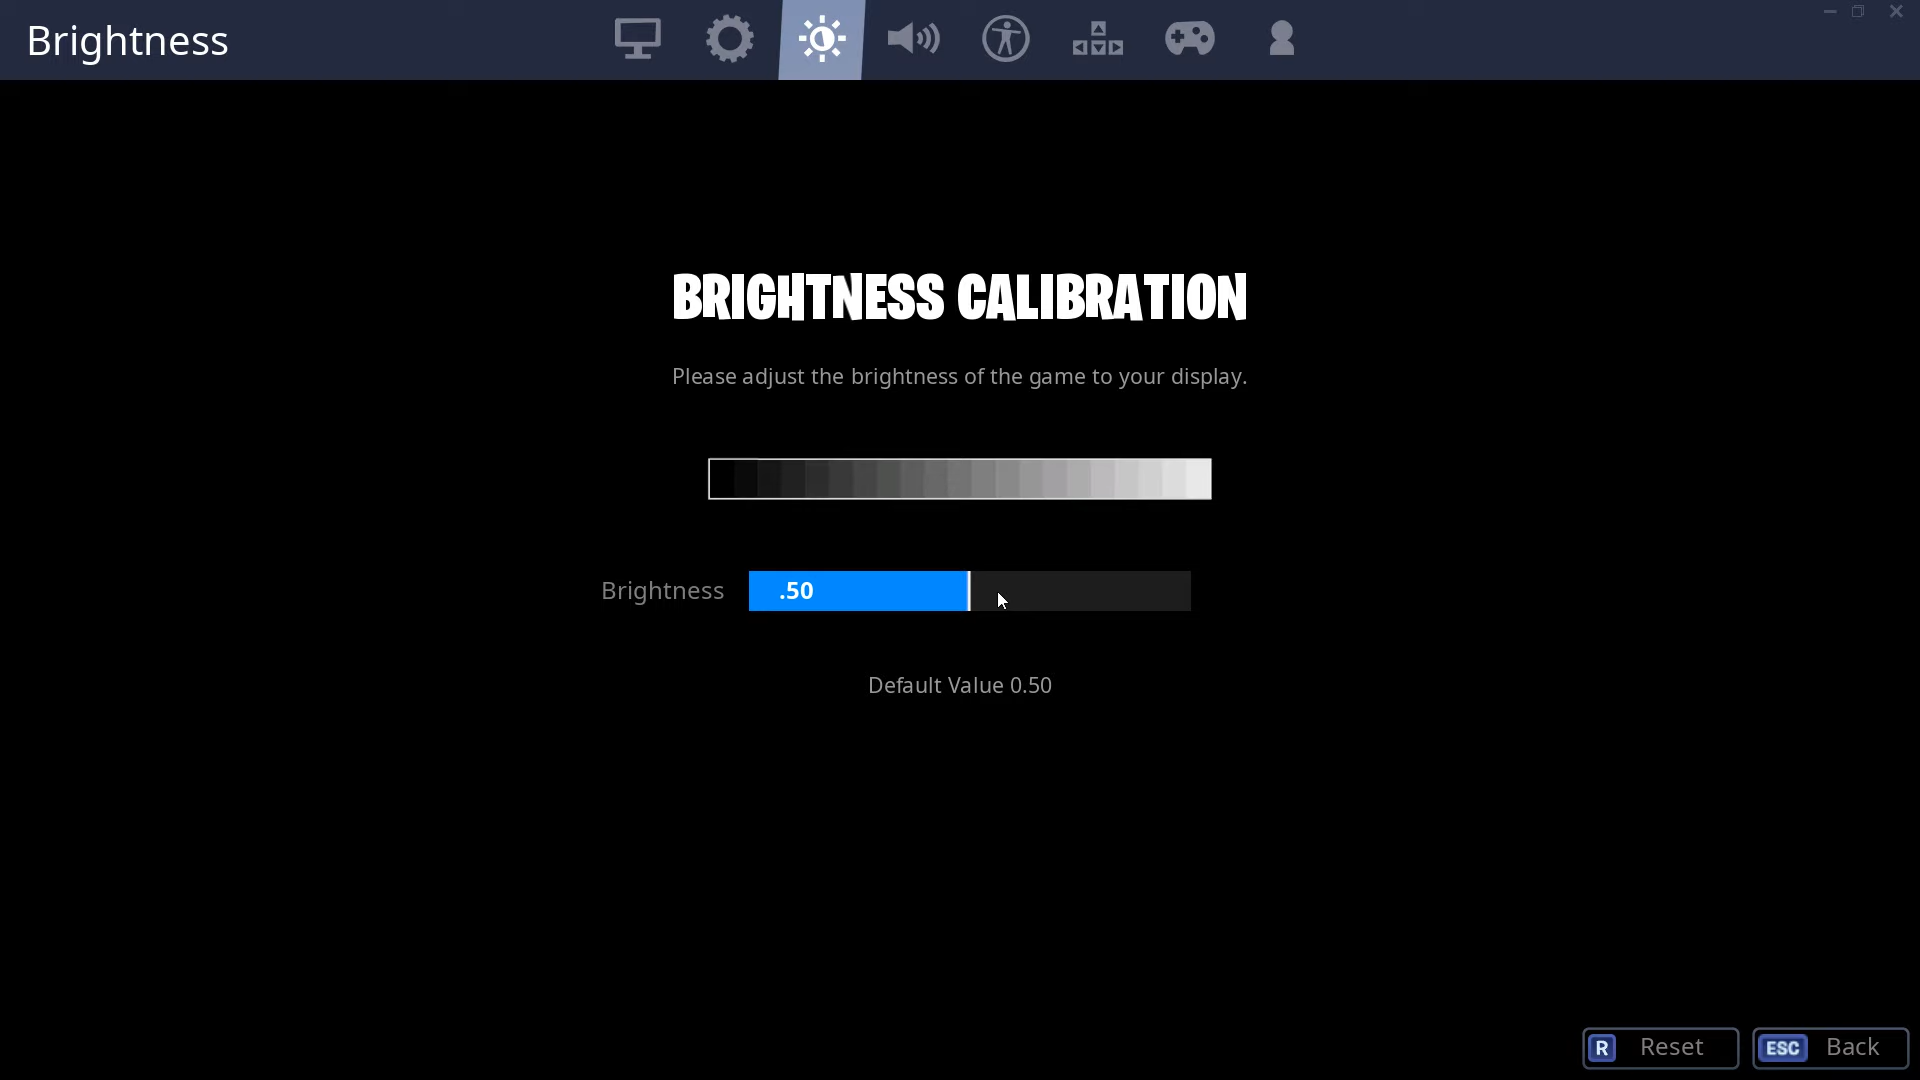 Brightness
BRIGHTNESS CALIBRATION
Please adjust the brightness of the game to your display.
Brightness .50
Default Value 0.50
R Reset ESC Back